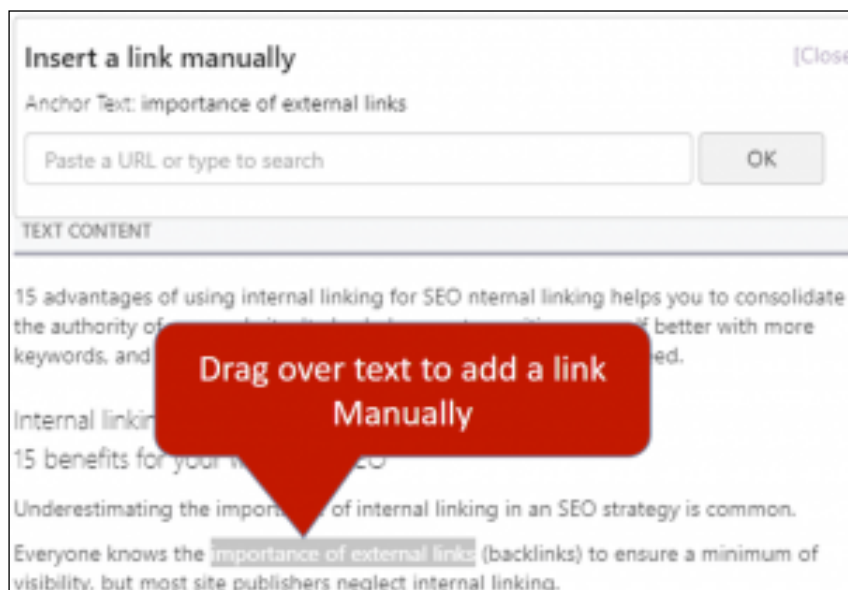 Insert a link manually
[Close
Anchor Text: importance of external links
Paste a URL or type to search
OK
TEXT CONTENT
15 advantages of using internal linking for SEO nternal linking helps you to consolidate
the authority of better with more
keywords, and
Drag over text to add a link
Manually
Internal
15 benefits for your
Underestimating the of internal linking in an SEO strategy is common.
Everyone knows the importance of external links (backlinks) to ensure a minimum of
visibility, but most site publishers neglect internal linking.